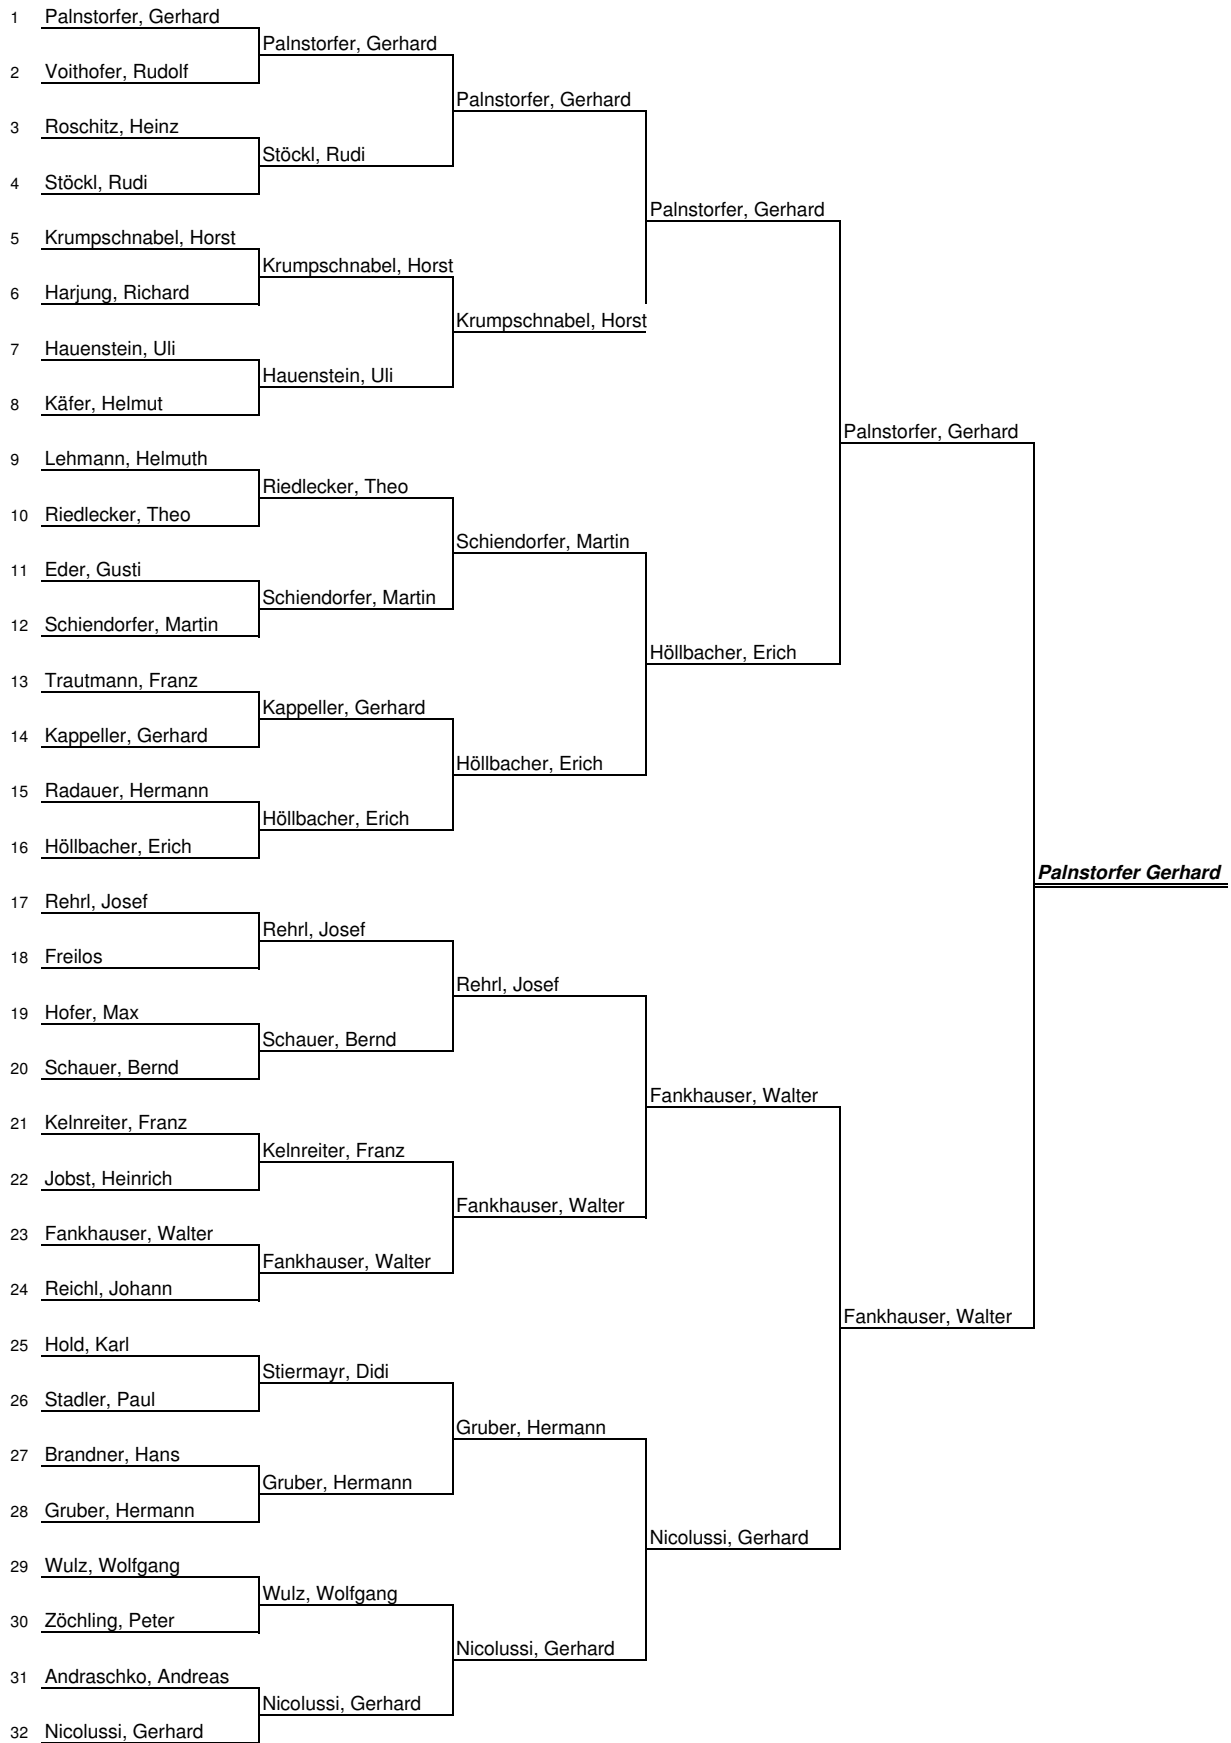 1 Palnstorfer, Gerhard
Palnstorfer, Gerhard
2 Voithofer, Rudolf
Palnstorfer, Gerhard
3 Roschitz, Heinz
Stöckl, Rudi
4 Stöckl, Rudi
Palnstorfer, Gerhard
5 Krumpschnabel, Horst
Krumpschnabel, Horst
6 Harjung, Richard
Krumpschnabel, Horst
7 Hauenstein, Uli
Hauenstein, Uli
8 Käfer, Helmut
Palnstorfer, Gerhard
9 Lehmann, Helmuth
Riedlecker, Theo
10 Riedlecker, Theo
Schiendorfer, Martin
11 Eder, Gusti
Schiendorfer, Martin
12 Schiendorfer, Martin
Höllbacher, Erich
13 Trautmann, Franz
Kappeller, Gerhard
14 Kappeller, Gerhard
Höllbacher, Erich
15 Radauer, Hermann
Höllbacher, Erich
16 Höllbacher, Erich
Palnstorfer Gerhard
17 Rehrl, Josef
Rehrl, Josef
18 Freilos
Rehrl, Josef
19 Hofer, Max
Schauer, Bernd
20 Schauer, Bernd
Fankhauser, Walter
21 Kelnreiter, Franz
Kelnreiter, Franz
22 Jobst, Heinrich
Fankhauser, Walter
23 Fankhauser, Walter
Fankhauser, Walter
24 Reichl, Johann
Fankhauser, Walter
25 Hold, Karl
Stiermayr, Didi
26 Stadler, Paul
Gruber, Hermann
27 Brandner, Hans
Gruber, Hermann
28 Gruber, Hermann
Nicolussi, Gerhard
29 Wulz, Wolfgang
Wulz, Wolfgang
30 Zöchling, Peter
Nicolussi, Gerhard
31 Andraschko, Andreas
Nicolussi, Gerhard
32 Nicolussi, Gerhard